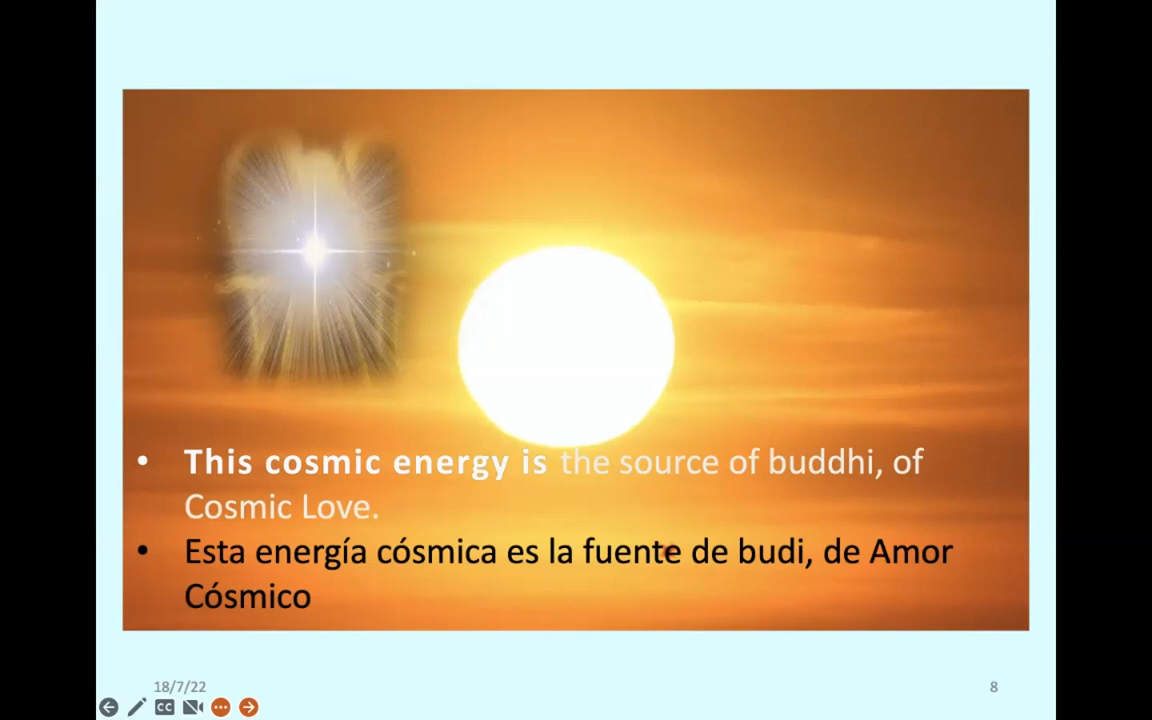 • This cosmic energy is the source of buddhi, of
Cosmic Love.
• Esta energía cósmica es la fuente de budi, de Amor
Cósmico
18/7/22
8
CC